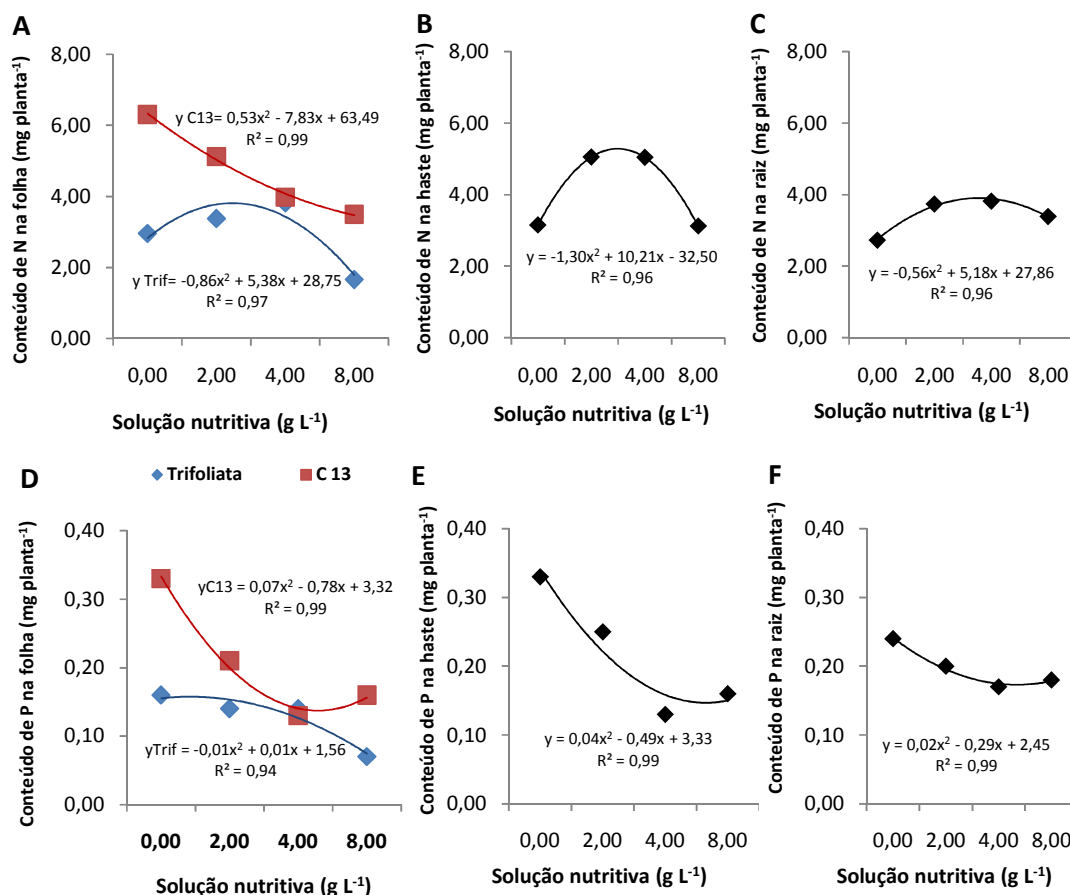 A
Conteúdo de N na folha (mg planta⁻¹)
8,00
6,00
4,00
2,00
0,00
y C13= 0,53x² - 7,83x + 63,49
R² = 0,99
y Trif= -0,86x² + 5,38x + 28,75
R² = 0,97
0,00 2,00 4,00 8,00
Solução nutritiva (g L⁻¹)
B
Conteúdo de N na haste (mg planta⁻¹)
8,00
6,00
4,00
2,00
0,00
y = -1,30x² + 10,21x - 32,50
R² = 0,96
0,00 2,00 4,00 8,00
Solução nutritiva (g L⁻¹)
C
Conteúdo de N na raiz (mg planta⁻¹)
8,00
6,00
4,00
2,00
0,00
y = -0,56x² + 5,18x + 27,86
R² = 0,96
0,00 2,00 4,00 8,00
Solução nutritiva (g L⁻¹)
D
Trifoliata C 13
Conteúdo de P na folha (mg planta⁻¹)
0,40
0,30
0,20
0,10
0,00
yC13 = 0,07x² - 0,78x + 3,32
R² = 0,99
yTrif = -0,01x² + 0,01x + 1,56
R² = 0,94
0,00 2,00 4,00 8,00
Solução nutritiva (g L⁻¹)
E
Conteúdo de P na haste (mg planta⁻¹)
0,40
0,30
0,20
0,10
0,00
y = 0,04x² - 0,49x + 3,33
R² = 0,99
0,00 2,00 4,00 8,00
Solução nutritiva (g L⁻¹)
F
Conteúdo de P na raiz (mg planta⁻¹)
0,40
0,30
0,20
0,10
0,00
y = 0,02x² - 0,29x + 2,45
R² = 0,99
0,00 2,00 4,00 8,00
Solução nutritiva (g L⁻¹)